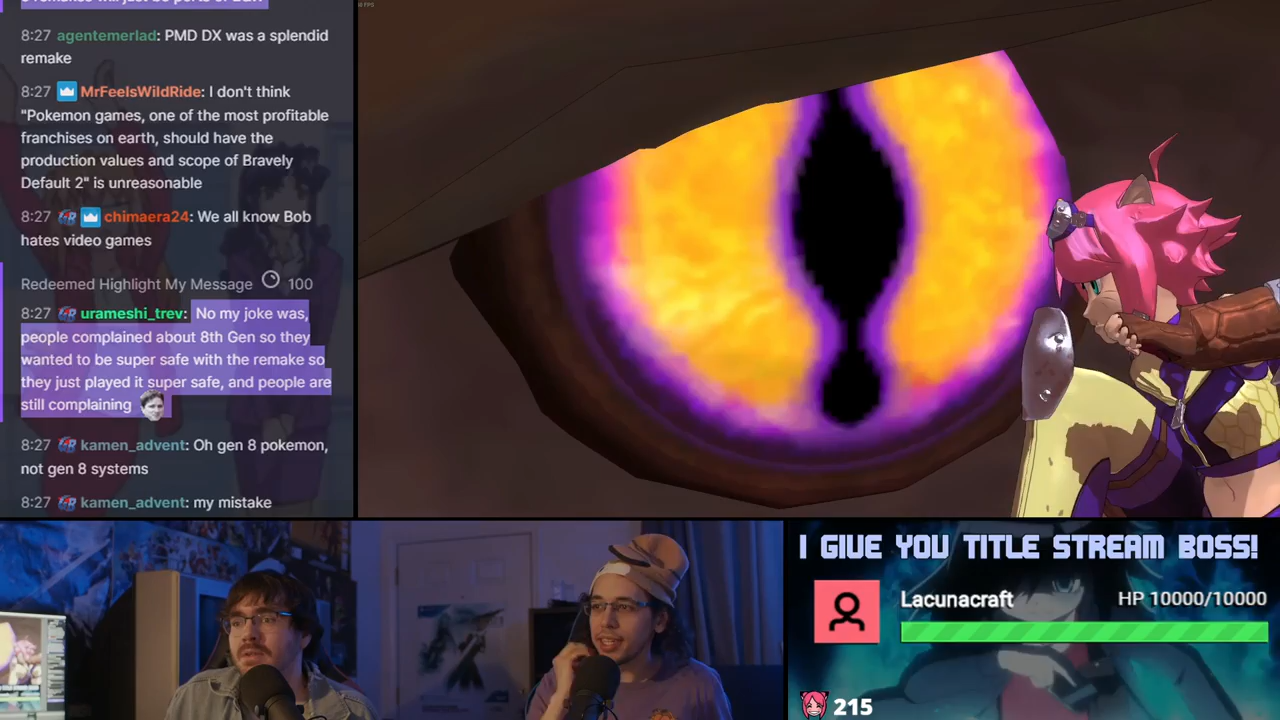 8:27 agentemerlad: PMD DX was a splendid
remake
8:27 MrFeelsWildRide: I don't think
"Pokemon games, one of the most profitable
franchises on earth, should have the
production values and scope of Bravely
Default 2" is unreasonable
8:27 chimaera24: We all know Bob
hates video games
Redeemed Highlight My Message 100
8:27 urameshi_trev: No my joke was,
people complained about 8th Gen so they
wanted to be super safe with the remake so
they just played it super safe, and people are
still complaining
8:27 kamen_advent: Oh gen 8 pokemon,
not gen 8 systems
8:27 kamen_advent: my mistake
I GIVE YOU TITLE STREAM BOSS!
Lacunacraft HP 10000/10000
215